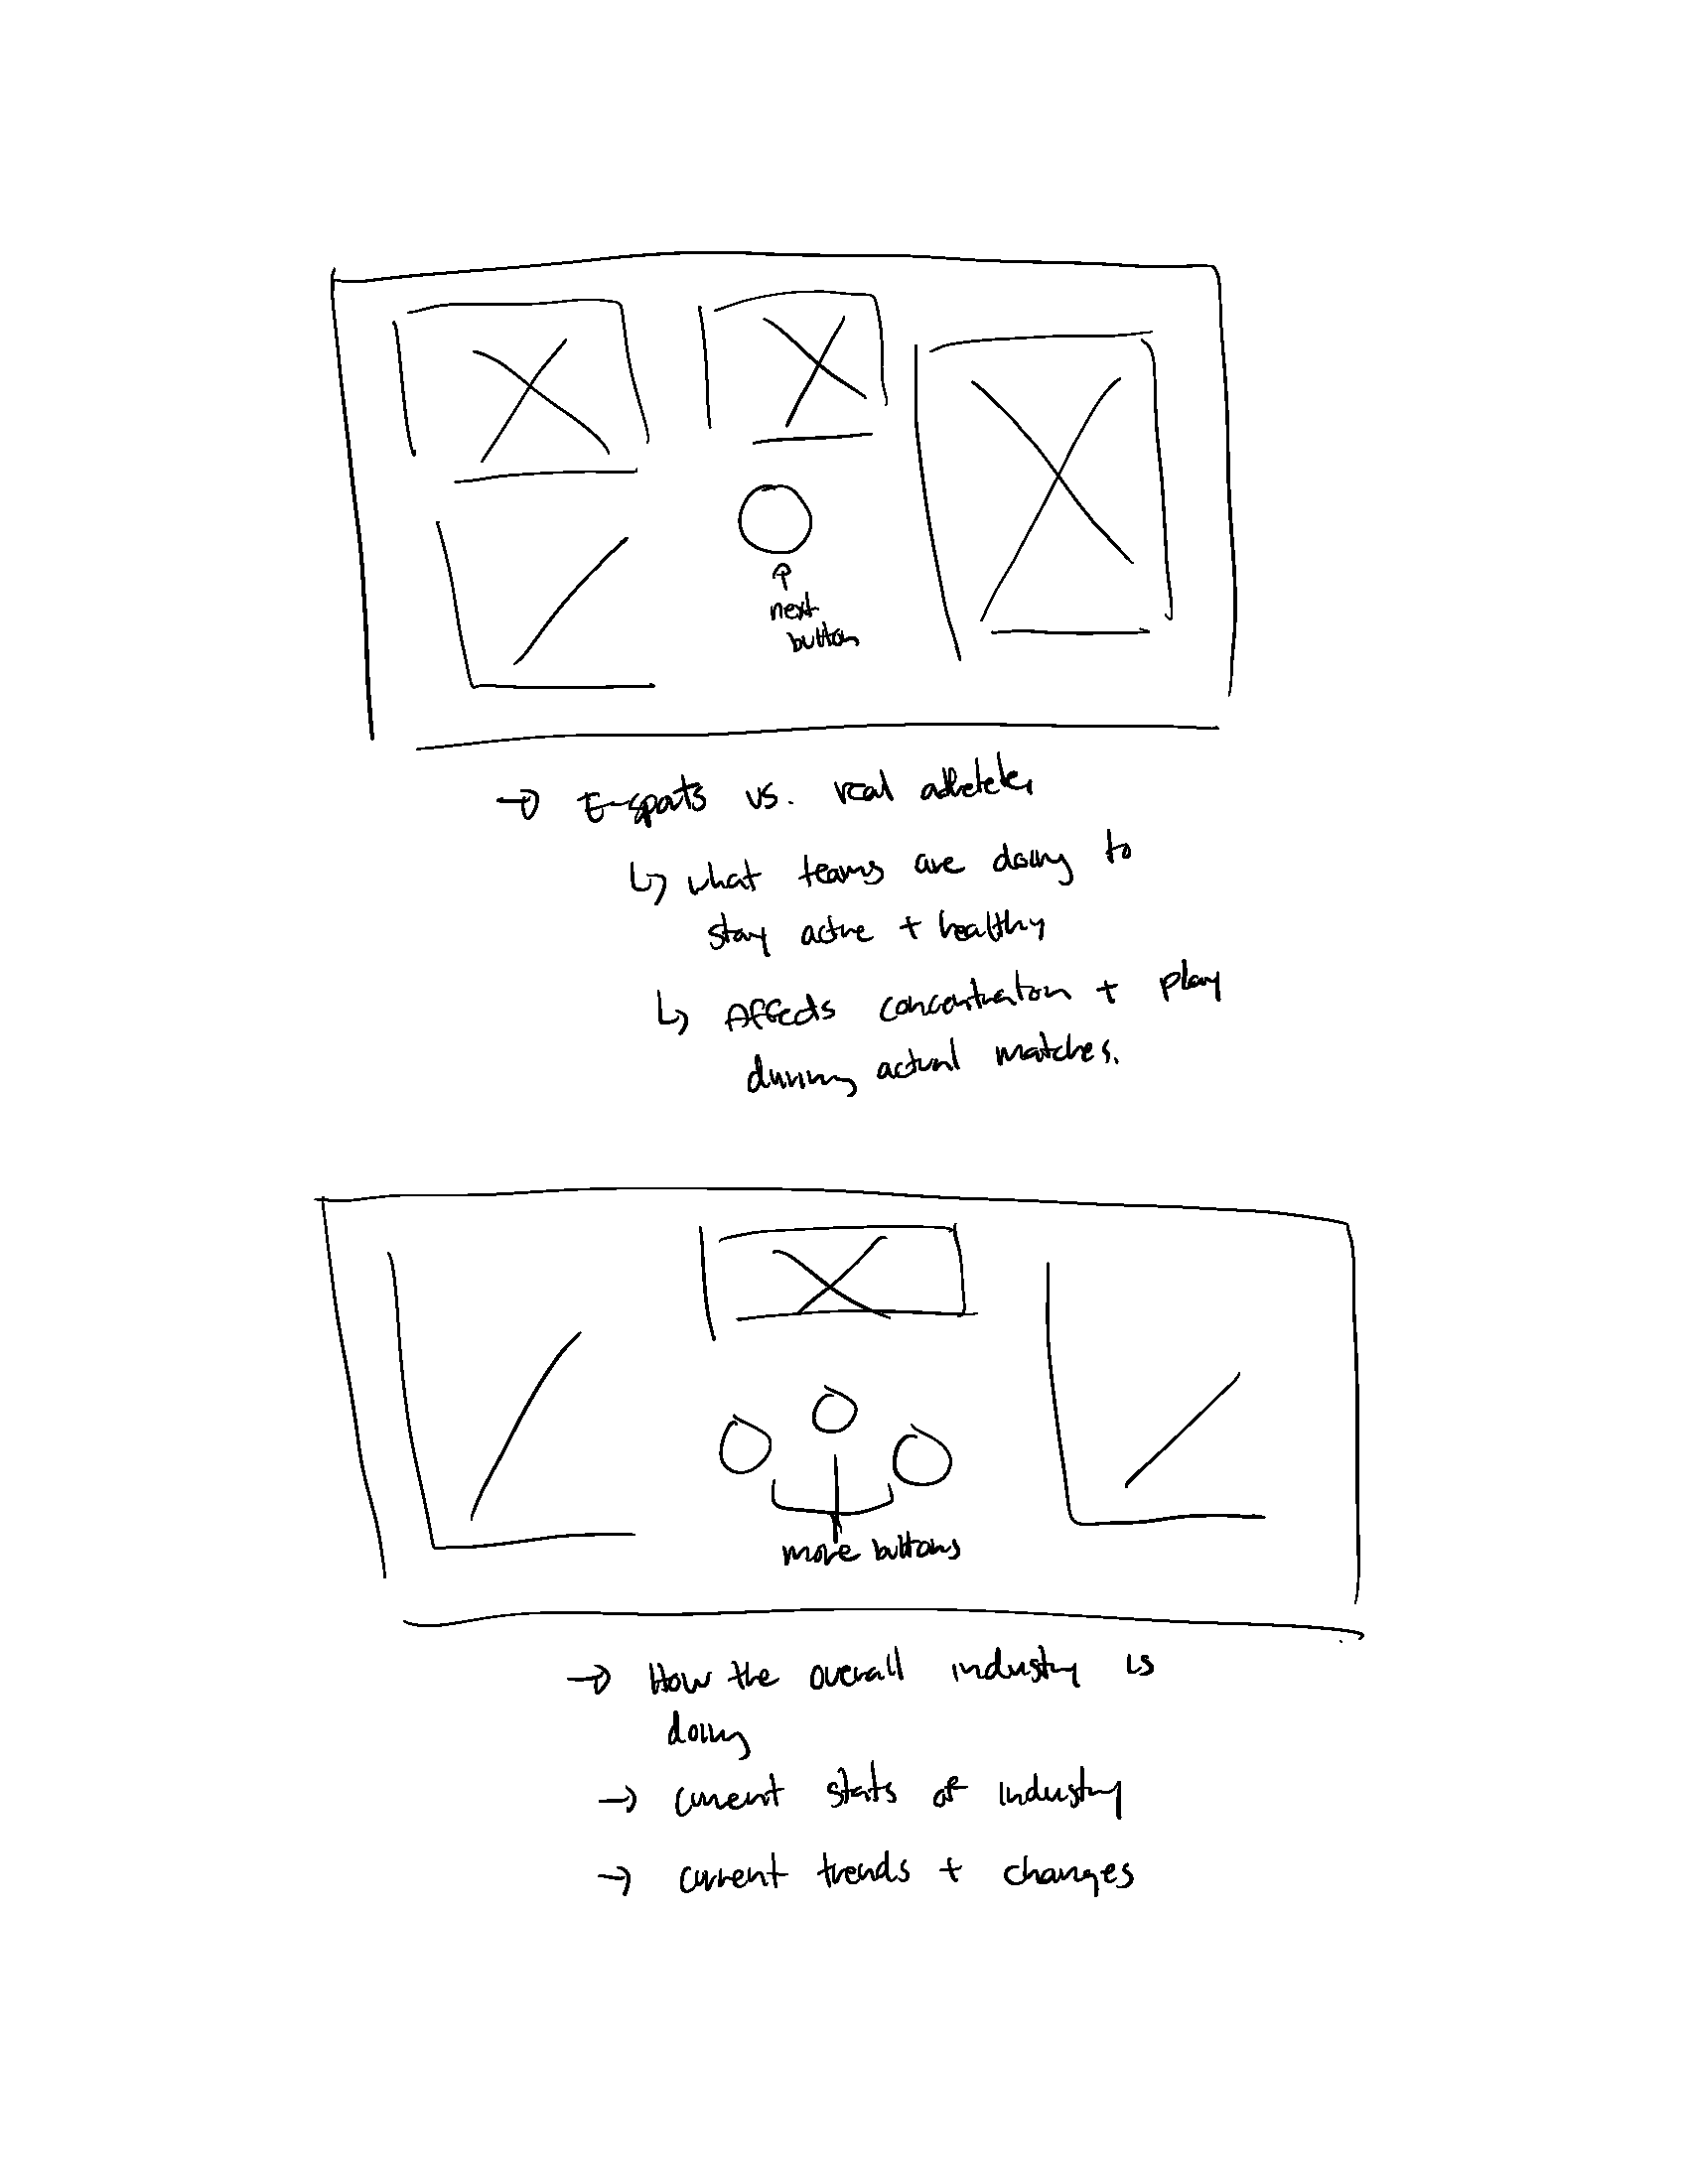 next
button
→ E-sports vs. real atheletes
↳ what teams are doing to
stay active + healthy
↳ Affects concentration + play
during actual matches.
more buttons
→ How the overall industry is
doing
→ current stats of industry
→ current trends + changes